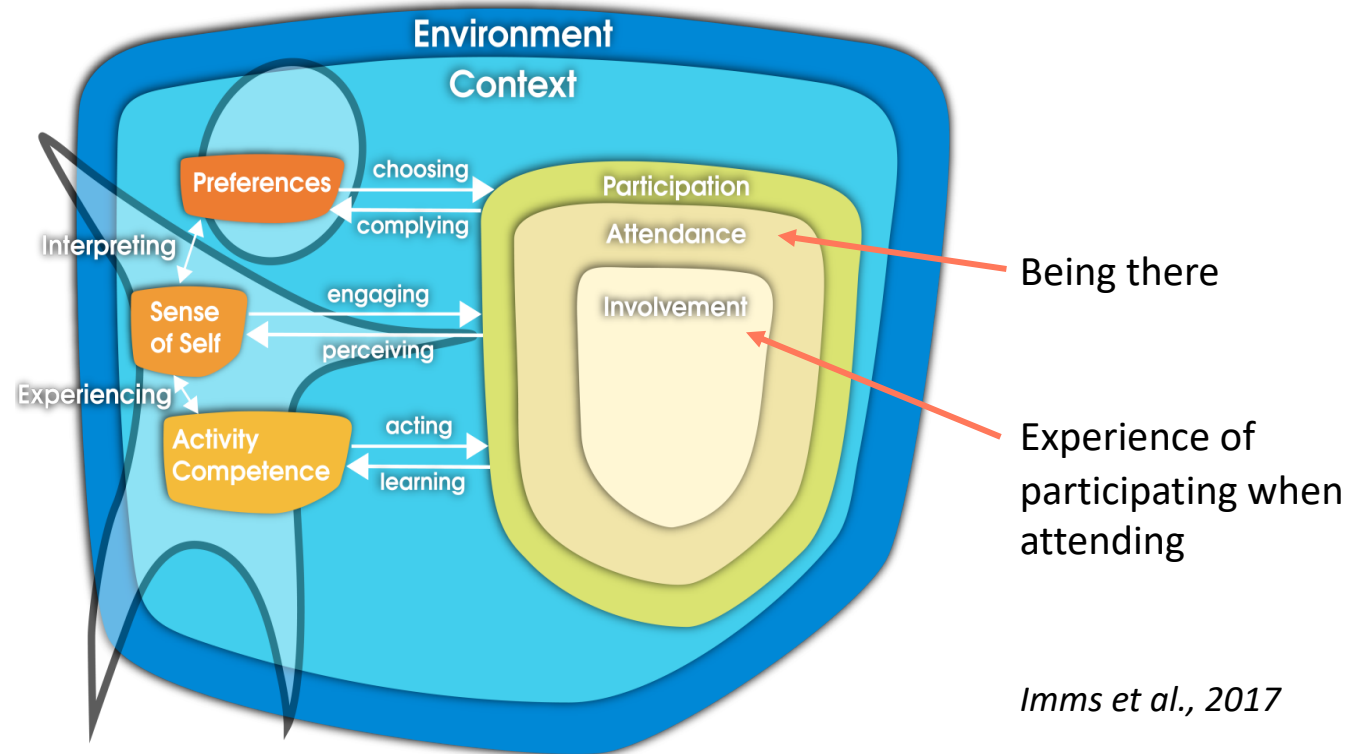 Environment
Context
Preferences
choosing
complying
Participation
Attendance
Interpreting
Being there
engaging
Involvement
Sense
of Self
perceiving
Experiencing
Activity
Competence
acting
learning
Experience of
participating when
attending
Imms et al., 2017